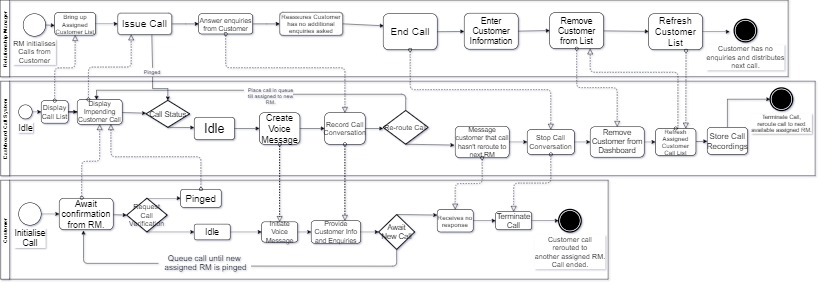 Relationship Manager
RM initialises
Calls from
Customer
Bring up
Assigned
Customer List
Issue Call
Answer enquiries
from Customer
Reassures Customer
has no additional
enquiries asked
End Call
Enter
Customer
Information
Remove
Customer
from List
Refresh
Customer
List
Customer has no
enquiries and distributes
next call.
Pinged
Dashboard Call System
Idle
Display
Call List
Display
Impending
Customer Call
Call Status
Idle
Create
Voice
Message
Record Call
Conversation
Place call in queue
till assigned to new
RM.
Re-route Call
Message
customer that call
hasn't reroute to
next RM
Stop Call
Conversation
Remove
Customer from
Dashboard
Refresh
Assigned
Customer
Call List
Store Call
Recordings
Terminate Call,
reroute call to next
available assigned RM.
Customer
Initialise
Call
Await
confirmation
from RM.
Request
Call
Verification
Pinged
Idle
Initiate
Voice
Message
Provide
Customer Info
and Enquiries
Await
New Call
Receives no
response
Terminate
Call
Customer call
rerouted to
another assigned RM.
Call ended.
Queue call until new
assigned RM is pinged